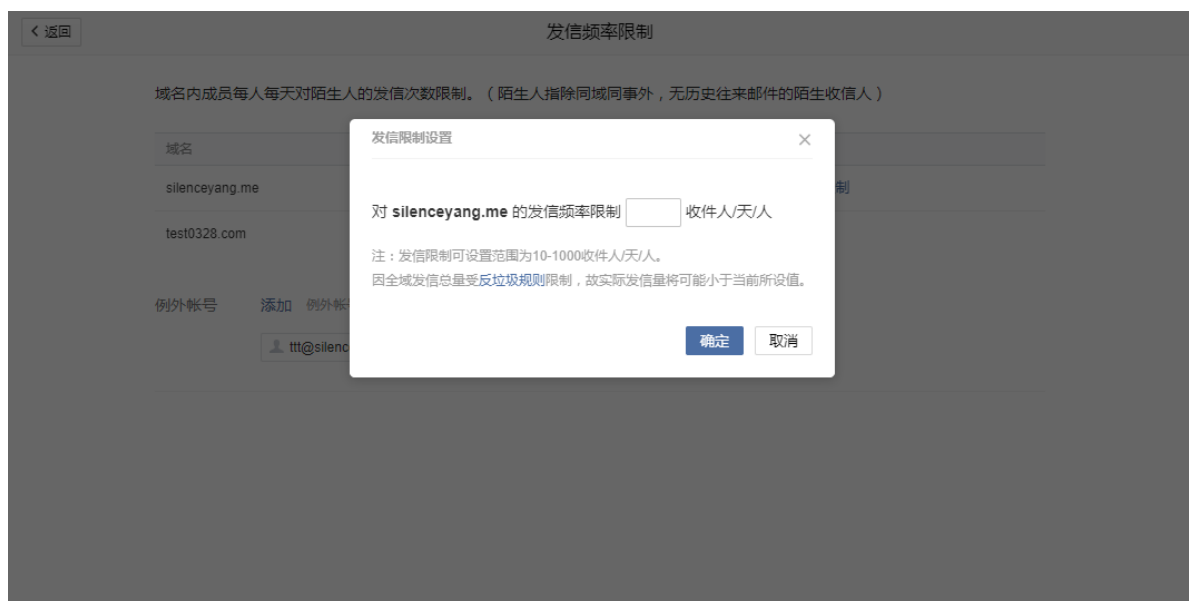 返回
发信频率限制
域名内成员每人每天对陌生人的发信次数限制。（陌生人指除同域同事外，无历史往来邮件的陌生收信人）
发信限制设置
域名
silenceyang.me
制
对 silenceyang.me 的发信频率限制 收件人/天/人
test0328.com
注：发信限制可设置范围为10-1000收件人/天/人。
因全域发信总量受反垃圾规则限制，故实际发信量将可能小于当前所设值。
例外帐号 添加 例外帐
确定 取消
ttt@silenc